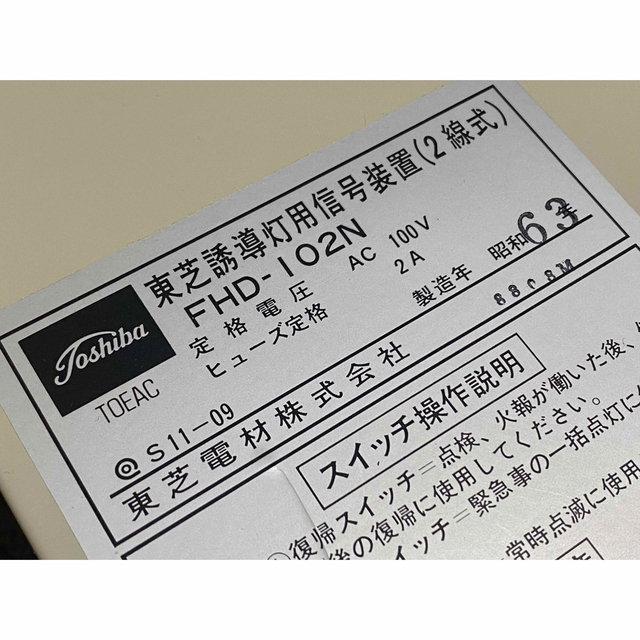 東芝誘導灯用信号装置(2線式)
FHD-102N
定格電圧 AC 100V
ヒューズ定格 2A
製造年 昭和63年
8808M
Toshiba
TOEAC
@S11-09
東芝電材株式会社
スイッチ操作説明
復帰スイッチ=点検、火報が働いた後、
後の復帰に使用してください。
イッチ=緊急事の一括点灯に
常時点滅に使用